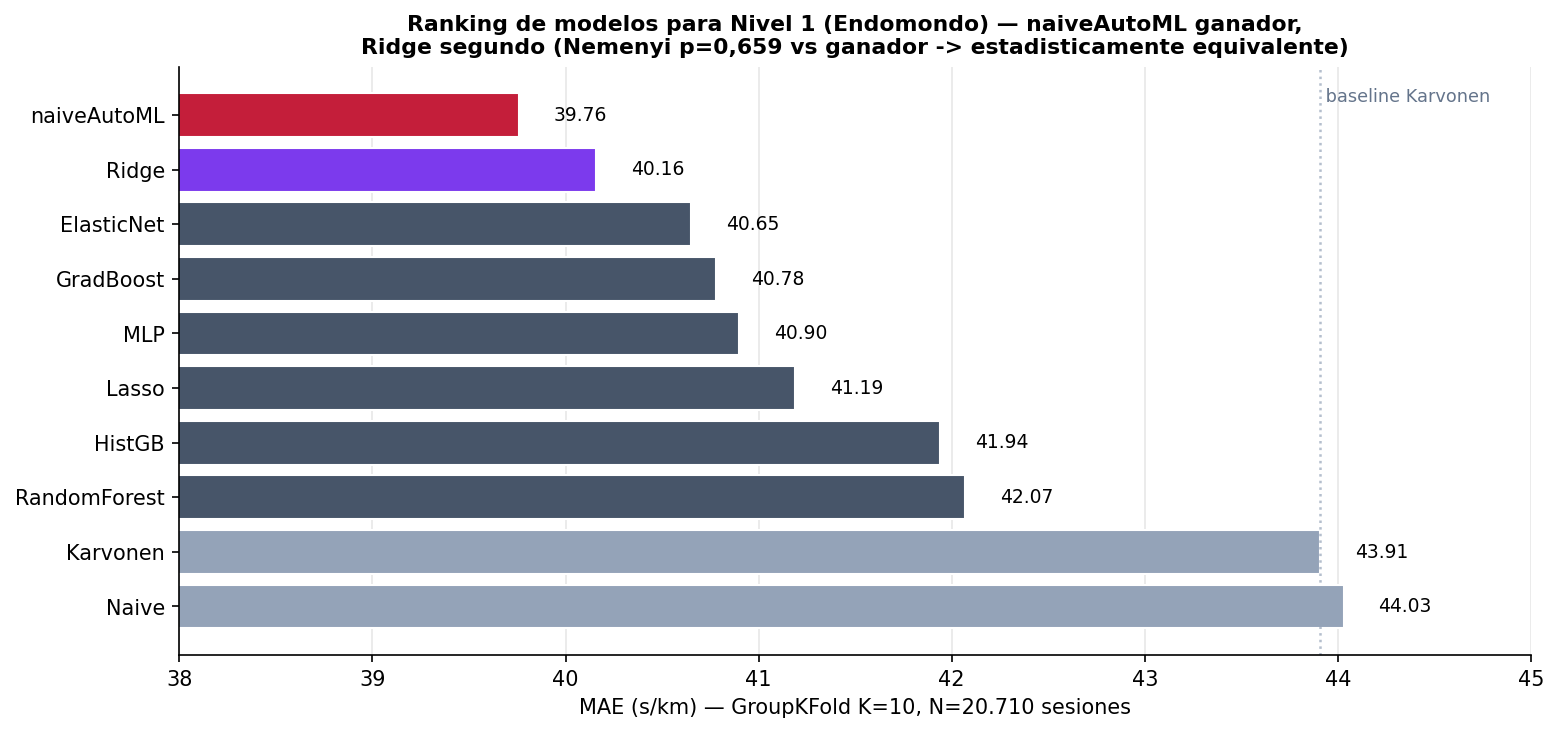 Ranking de modelos para Nivel 1 (Endomondo) — naiveAutoML ganador,
Ridge segundo (Nemenyi p=0,659 vs ganador -> estadisticamente equivalente)
baseline Karvonen
naiveAutoML 39.76
Ridge 40.16
ElasticNet 40.65
GradBoost 40.78
MLP 40.90
Lasso 41.19
HistGB 41.94
RandomForest 42.07
Karvonen 43.91
Naive 44.03
38 39 40 41 42 43 44 45
MAE (s/km) — GroupKFold K=10, N=20.710 sesiones